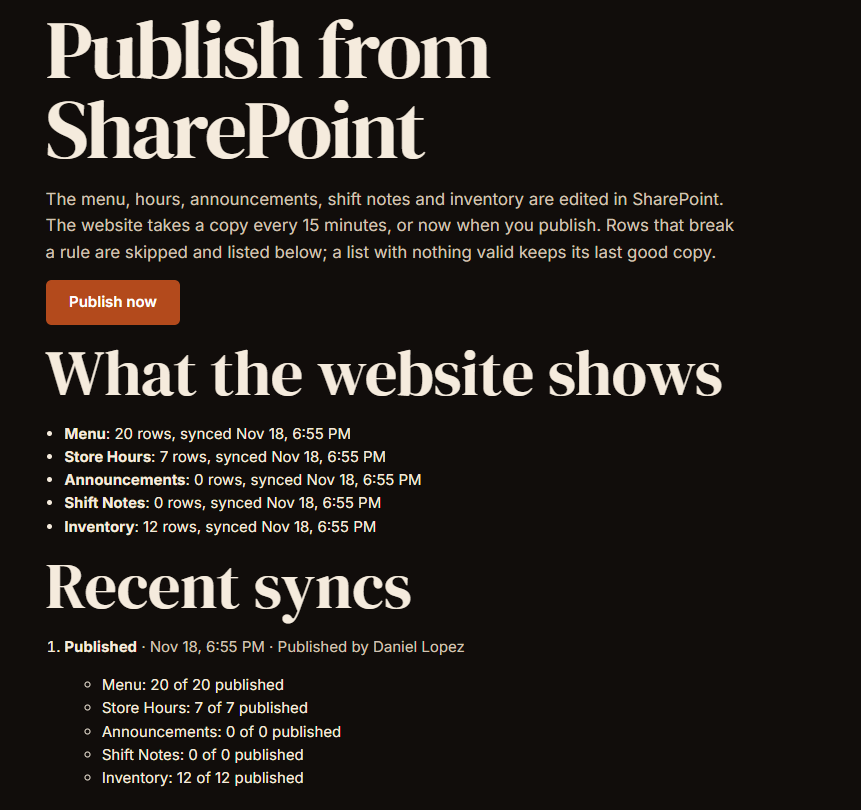 Publish from
SharePoint
The menu, hours, announcements, shift notes and inventory are edited in SharePoint.
The website takes a copy every 15 minutes, or now when you publish. Rows that break
a rule are skipped and listed below; a list with nothing valid keeps its last good copy.
Publish now
What the website shows
• Menu: 20 rows, synced Nov 18, 6:55 PM
• Store Hours: 7 rows, synced Nov 18, 6:55 PM
• Announcements: 0 rows, synced Nov 18, 6:55 PM
• Shift Notes: 0 rows, synced Nov 18, 6:55 PM
• Inventory: 12 rows, synced Nov 18, 6:55 PM
Recent syncs
1. Published · Nov 18, 6:55 PM · Published by Daniel Lopez
◦ Menu: 20 of 20 published
◦ Store Hours: 7 of 7 published
◦ Announcements: 0 of 0 published
◦ Shift Notes: 0 of 0 published
◦ Inventory: 12 of 12 published